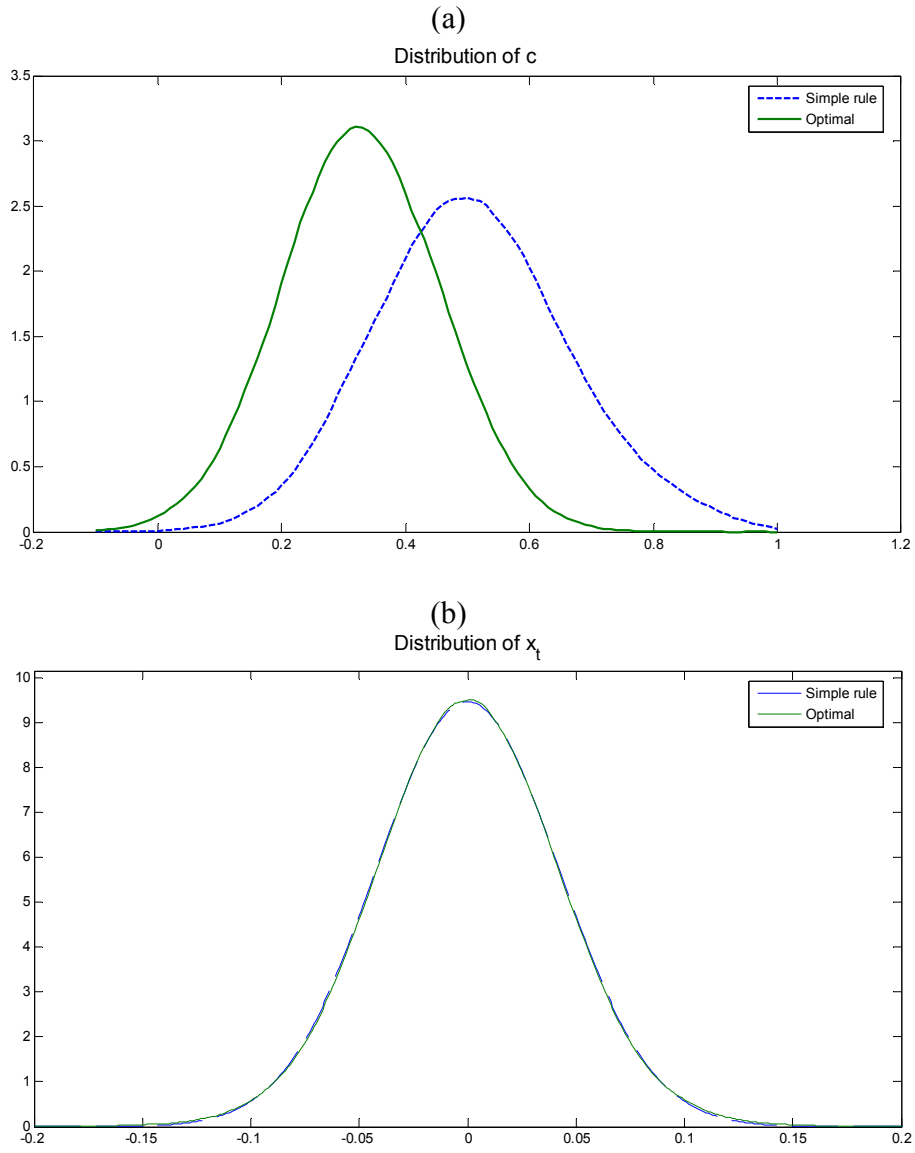 (a)
Distribution of c
3.5
3
2.5
2
1.5
1
0.5
0
-0.2 0 0.2 0.4 0.6 0.8 1 1.2
Simple rule
Optimal
(b)
Distribution of x_t
10
9
8
7
6
5
4
3
2
1
0
-0.2 -0.15 -0.1 -0.05 0 0.05 0.1 0.15 0.2
Simple rule
Optimal